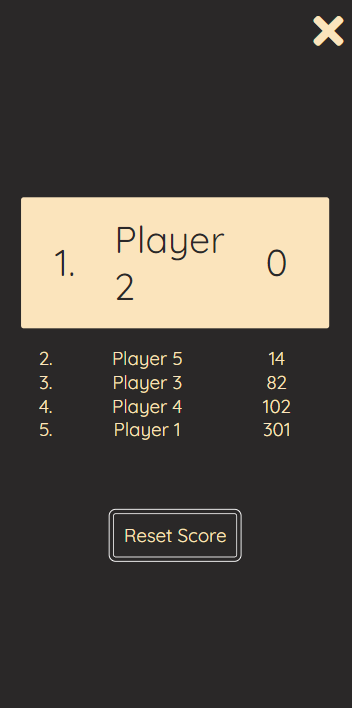 1. Player 2 0
2. Player 5 14
3. Player 3 82
4. Player 4 102
5. Player 1 301
Reset Score